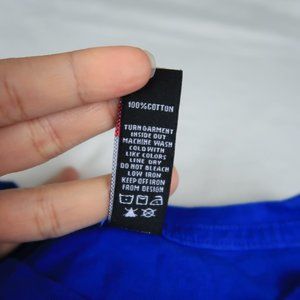 100%COTTON
TURN GARMENT
INSIDE OUT
MACHINE WASH
COLD WITH
LIKE COLORS
LINE DRY
DO NOT BLEACH
LOW IRON
KEEP OFF IRON
FROM DESIGN